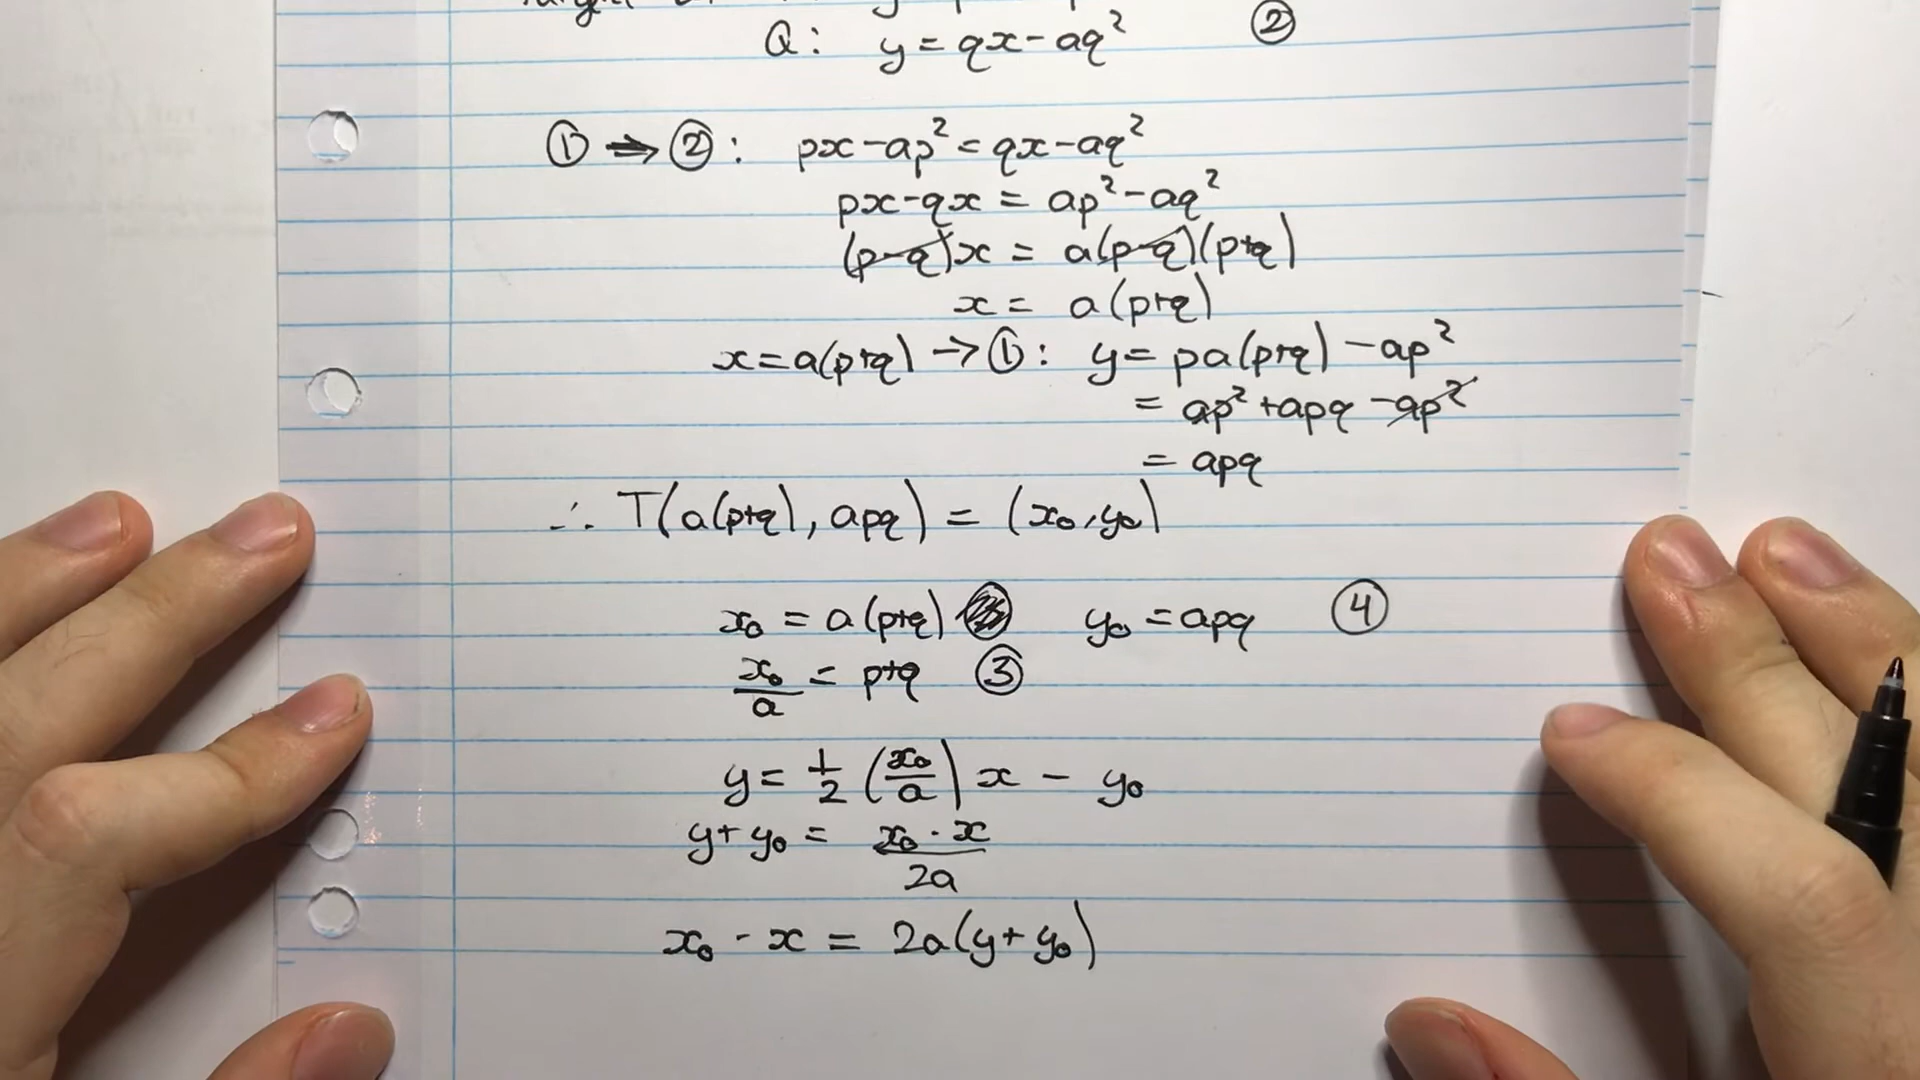 Q: y = qx - aq² ②
① → ②: px - ap² = qx - aq²
px - qx = ap² - aq²
(p-q)x = a(p-q)(p+q)
x = a(p+q)
x = a(p+q) → ①: y = pa(p+q) - ap²
= ap² + apq - ap²
= apq
∴ T(a(p+q), apq) = (x₀, y₀)
x₀ = a(p+q) y₀ = apq ④
x₀/a = p+q ③
y = 1/2 (x₀/a) x - y₀
y + y₀ = x₀ · x / 2a
x₀ · x = 2a(y + y₀)